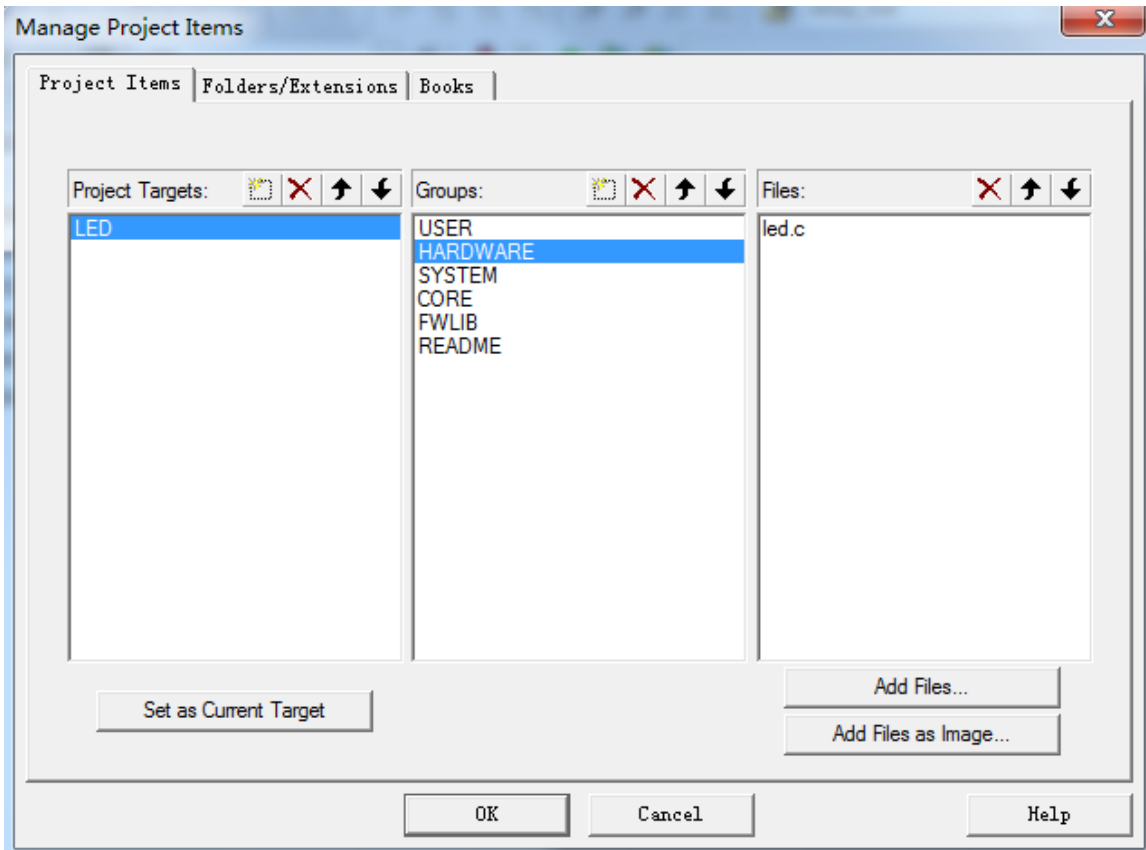 Manage Project Items
Project Items Folders/Extensions Books
Project Targets: Groups: Files:
LED
USER
HARDWARE
SYSTEM
CORE
FWLIB
README
led.c
Set as Current Target
Add Files...
Add Files as Image...
OK Cancel Help